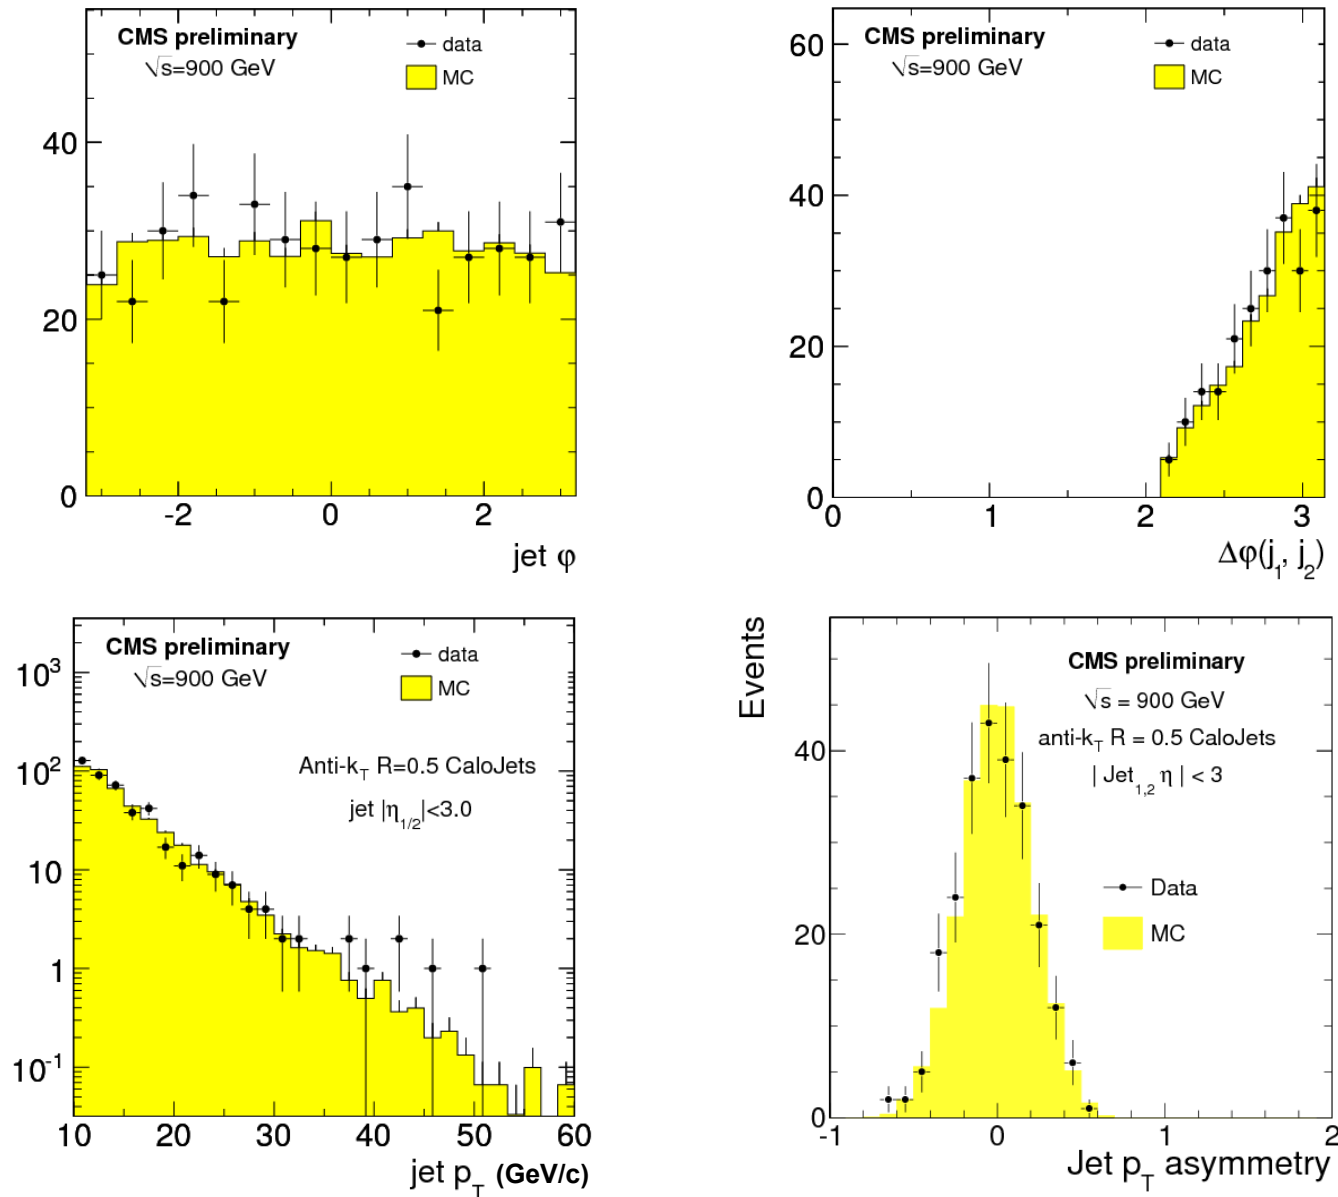 CMS preliminary
√s=900 GeV
data
MC
40
20
0
-2 0 2
jet φ
CMS preliminary
√s=900 GeV
data
MC
60
40
20
0
0 1 2 3
Δφ(j1, j2)
CMS preliminary
√s=900 GeV
data
MC
Anti-kT R=0.5 CaloJets
jet |η1/2|<3.0
10³
10²
10
1
10⁻¹
10 20 30 40 50 60
jet pT (GeV/c)
Events
CMS preliminary
√s = 900 GeV
anti-kT R = 0.5 CaloJets
| Jet1,2 η | < 3
Data
MC
40
20
0
-1 0 1 2
Jet pT asymmetry